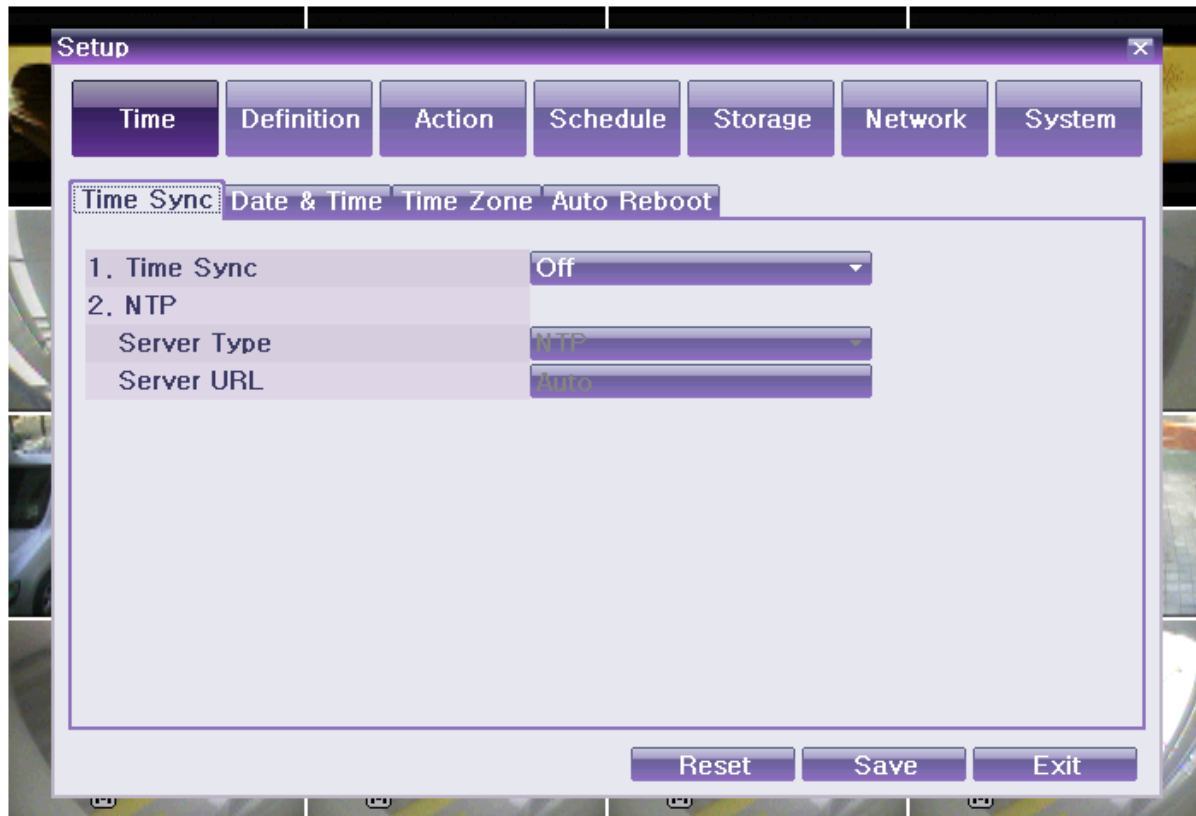 Setup
Time Definition Action Schedule Storage Network System
Time Sync Date & Time Time Zone Auto Reboot
1. Time Sync Off
2. NTP
Server Type NTP
Server URL Auto
Reset Save Exit